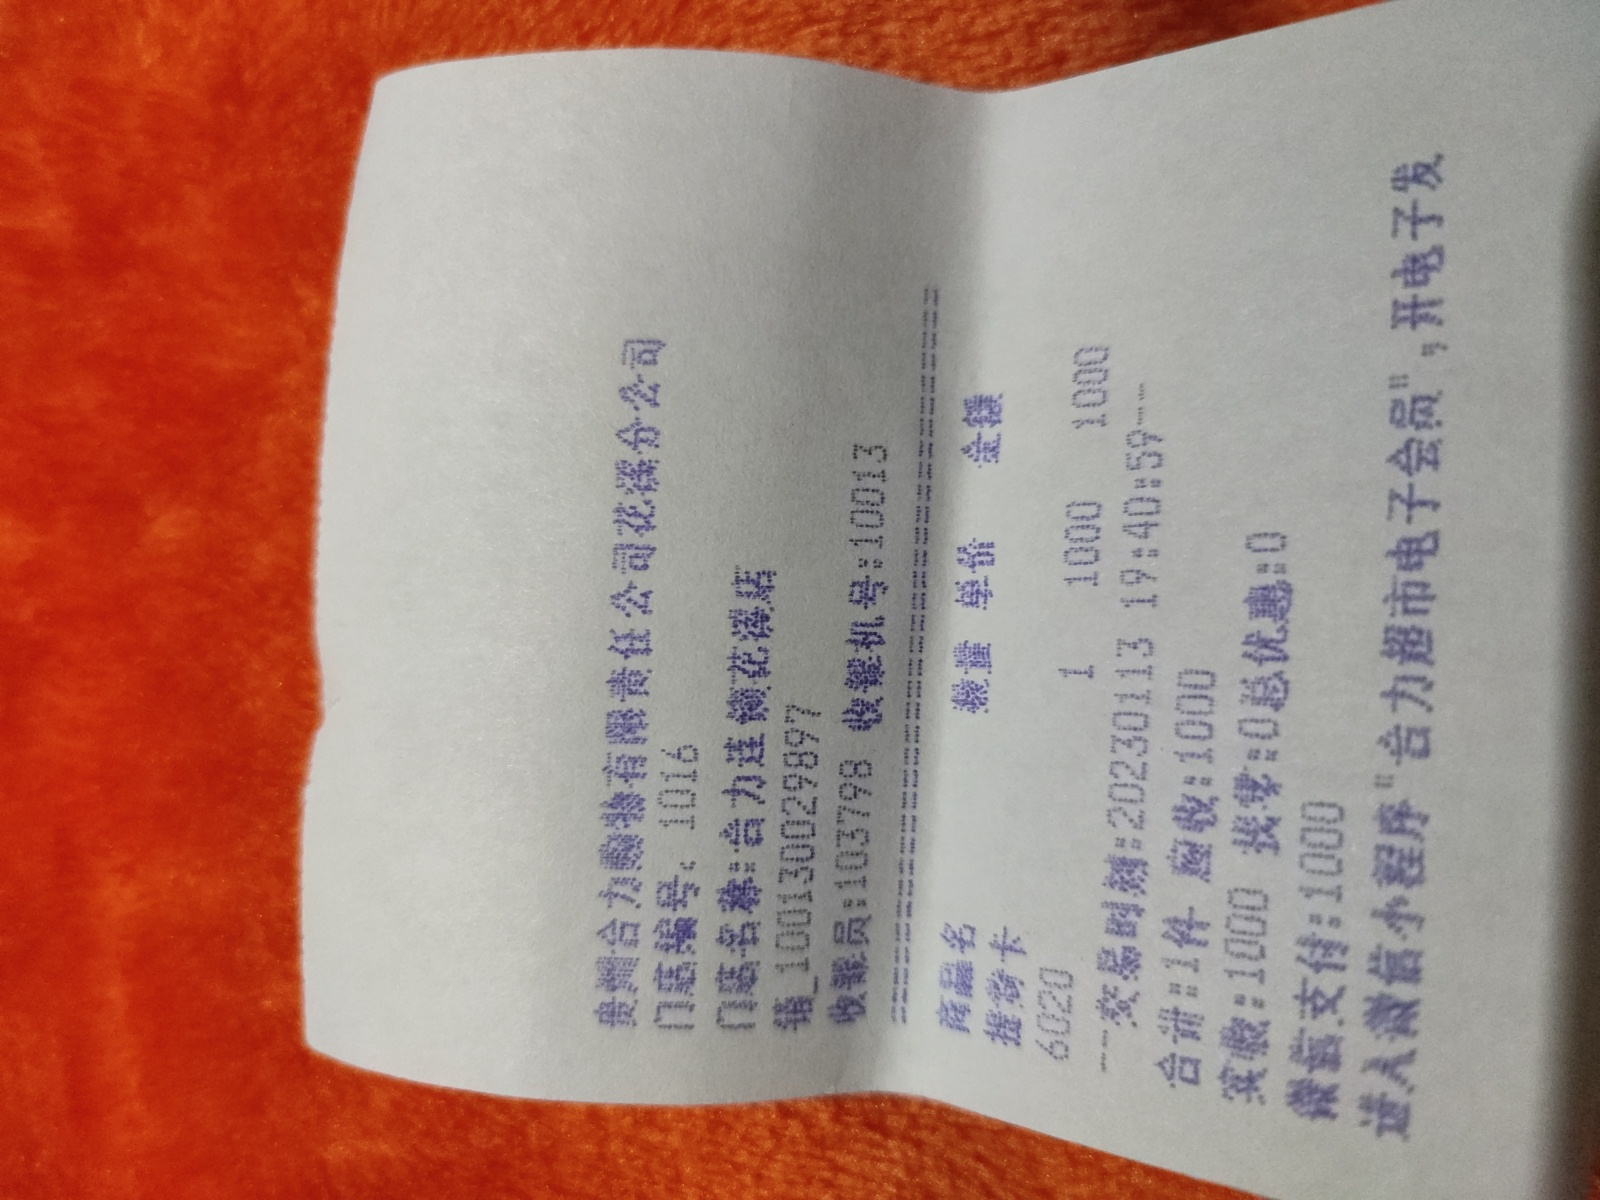 贵州合力购物有限责任公司花溪分公司
门店编号: 1016
门店名称:合力连锁花溪店
销_100130029897
收银员:103798 收银机号:10013
商品名 数量 单价 金额
提货卡
6020 1 1000 1000
--交易时间:20230113 19:40:59--
合计:1件 应收:1000
实收:1000 找零:0总优惠:0
微信支付:1000
进入微信小程序"合力超市电子会员",开电子发